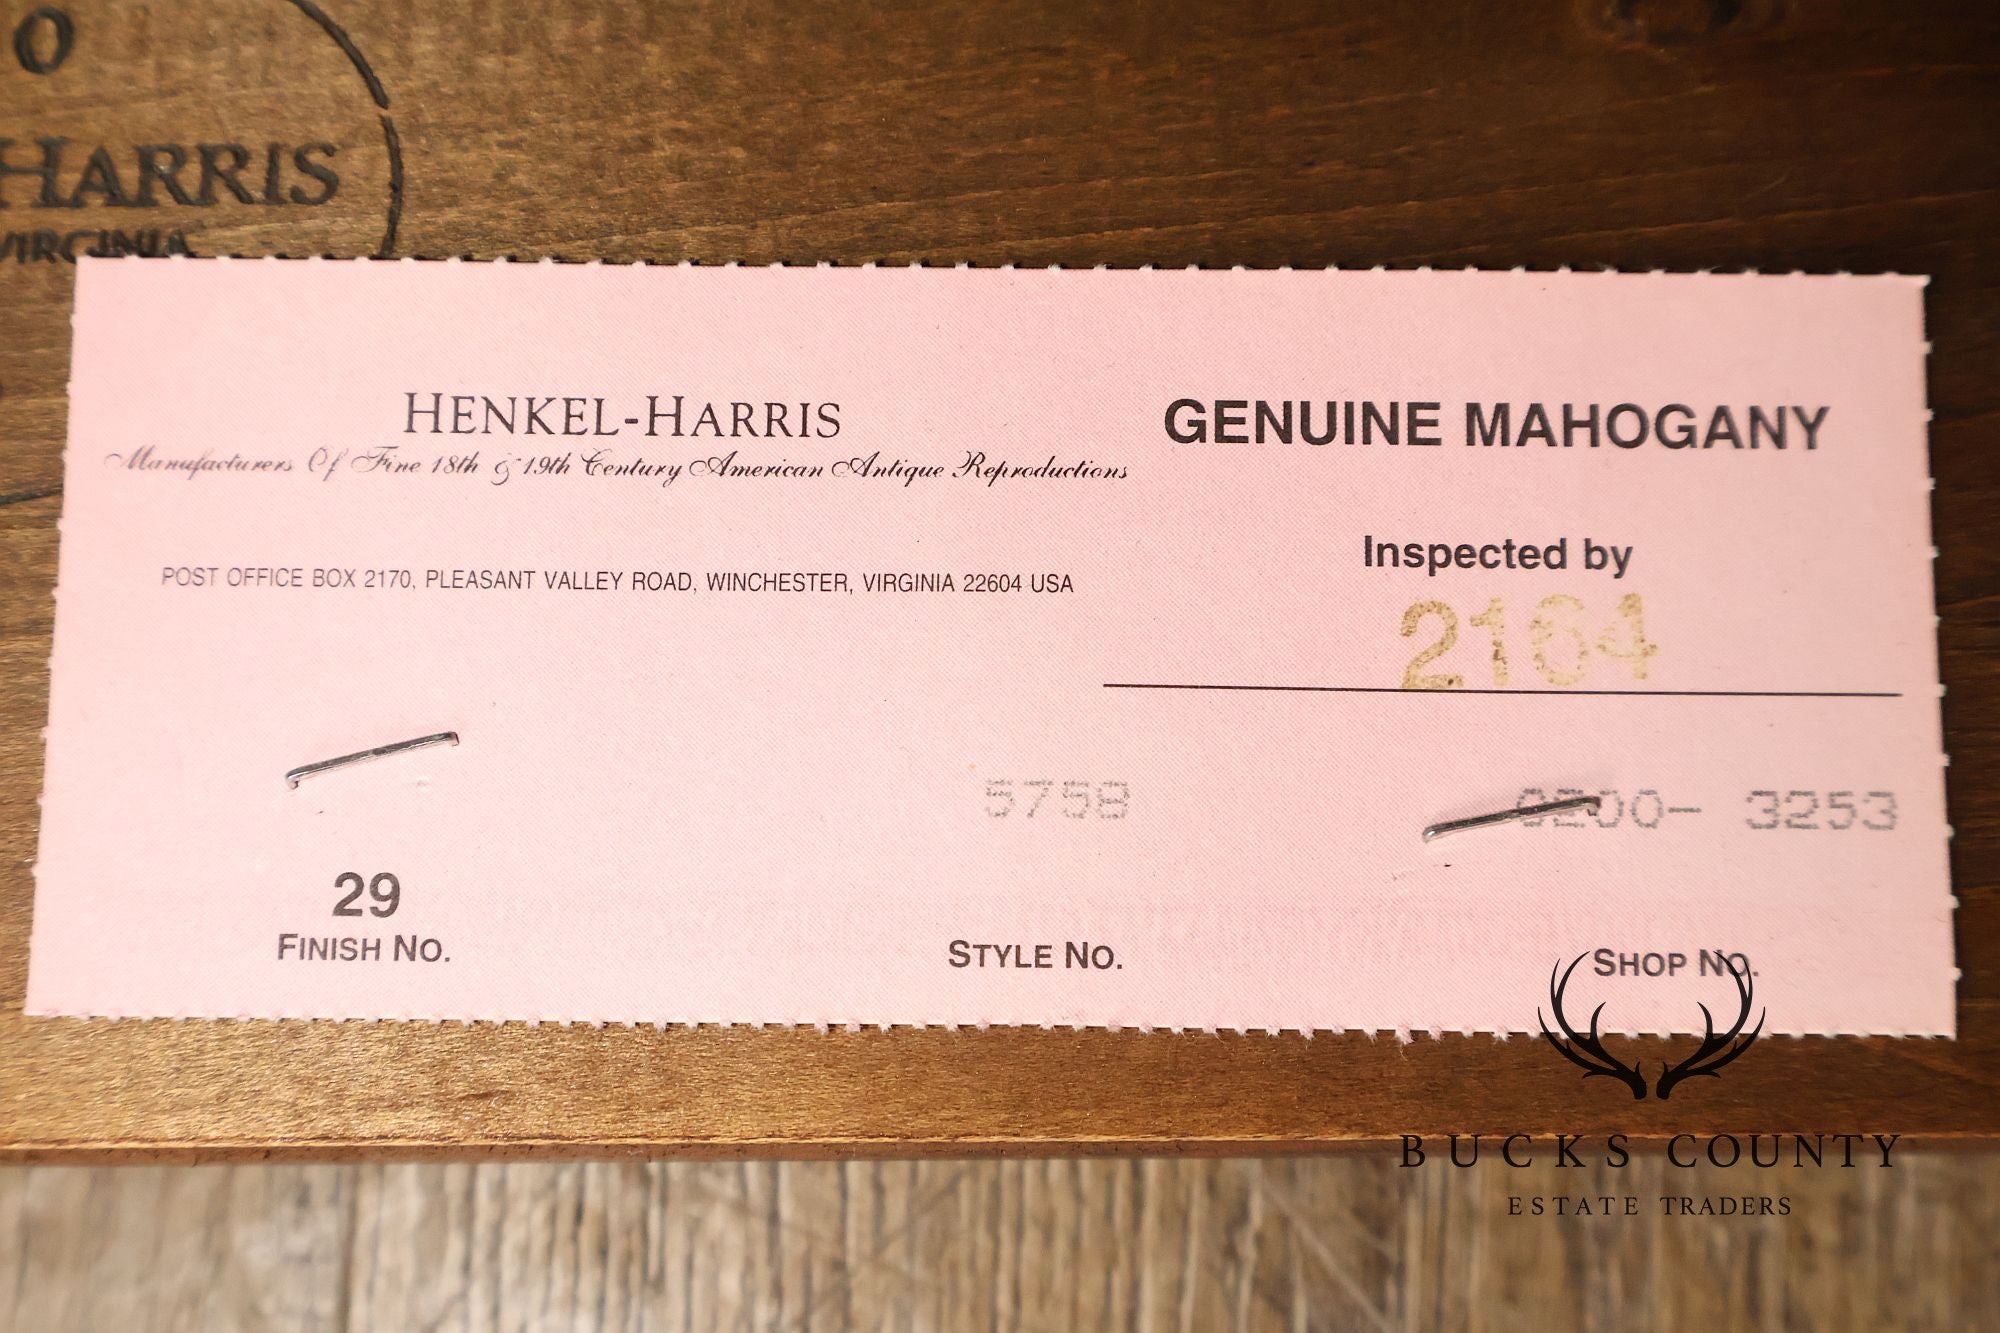 O
HARRIS
VIRGINIA
HENKEL-HARRIS
Manufacturers Of Fine 18th & 19th Century American Antique Reproductions
POST OFFICE BOX 2170, PLEASANT VALLEY ROAD, WINCHESTER, VIRGINIA 22604 USA
GENUINE MAHOGANY
Inspected by
2164
29
FINISH NO.
5758
STYLE NO.
0200- 3253
SHOP NO.
BUCKS COUNTY
ESTATE TRADERS